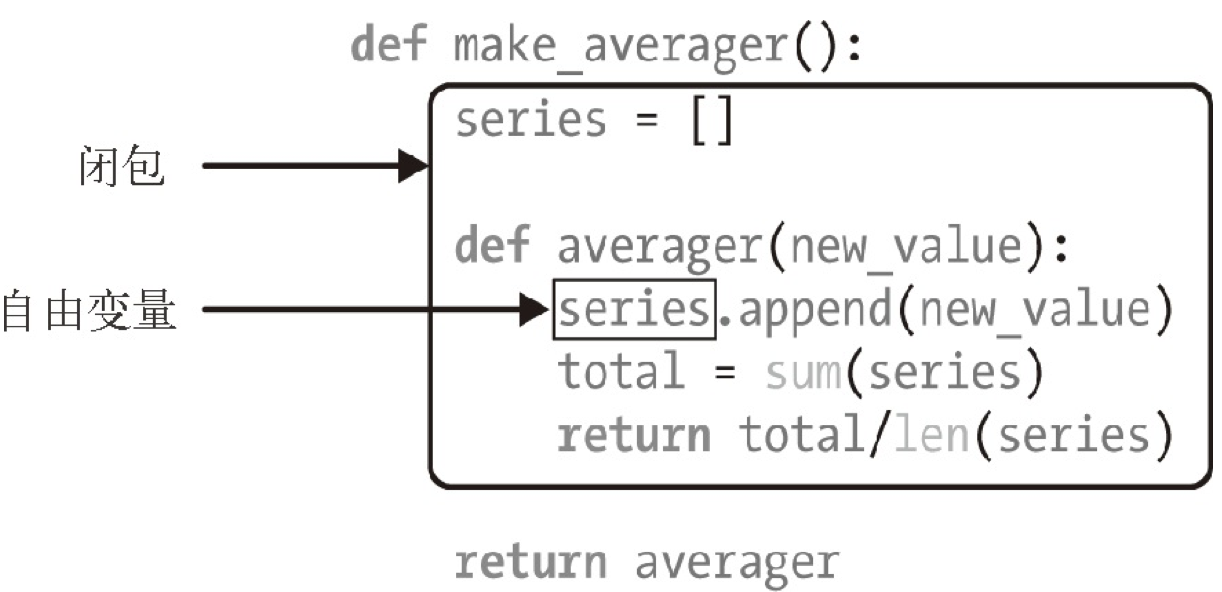 def make_averager():
series = []
闭包
def averager(new_value):
自由变量
series.append(new_value)
total = sum(series)
return total/len(series)
return averager